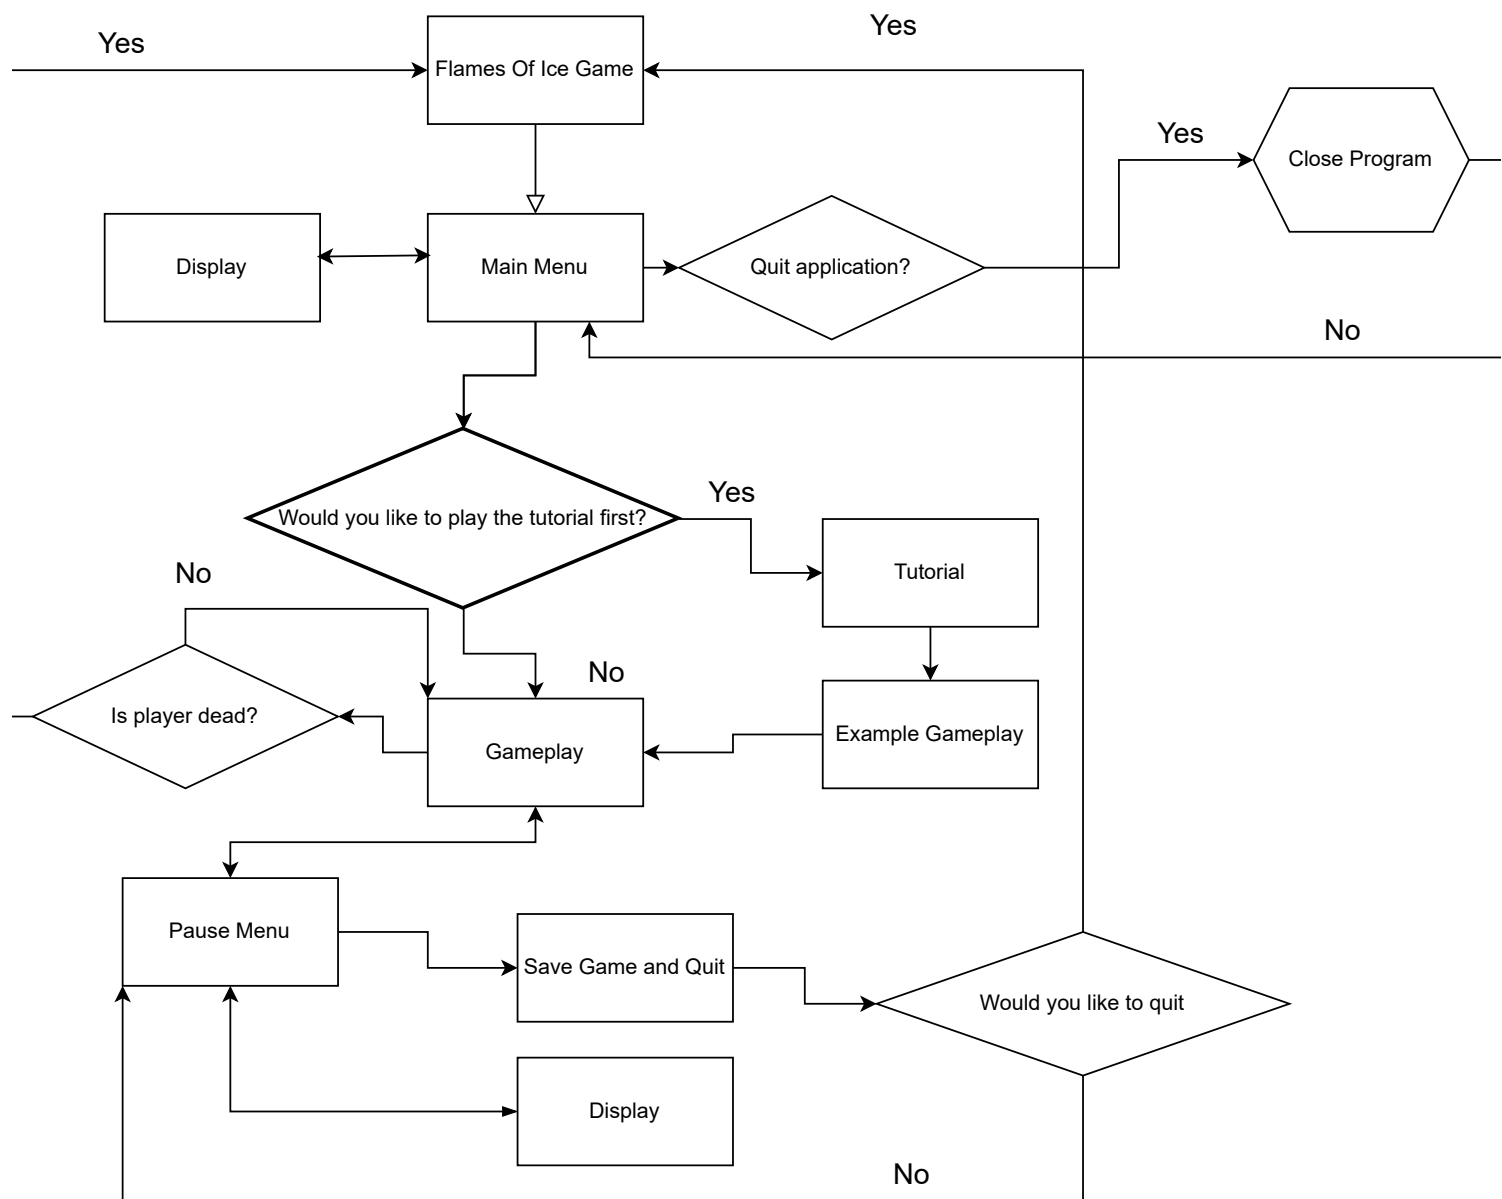 Yes
Yes
Flames Of Ice Game
Yes
Close Program
Display
Main Menu
Quit application?
No
Would you like to play the tutorial first?
Yes
Tutorial
No
No
Is player dead?
Gameplay
Example Gameplay
Pause Menu
Save Game and Quit
Would you like to quit
Display
No